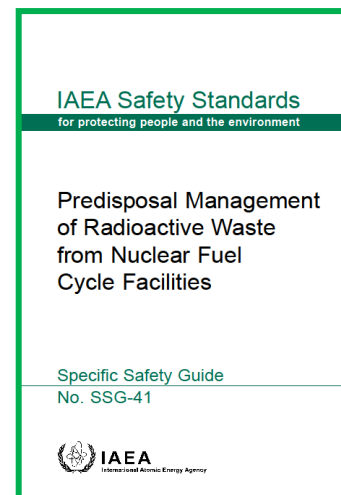 IAEA Safety Standards
for protecting people and the environment
Predisposal Management
of Radioactive Waste
from Nuclear Fuel
Cycle Facilities
Specific Safety Guide
No. SSG-41
IAEA
International Atomic Energy Agency